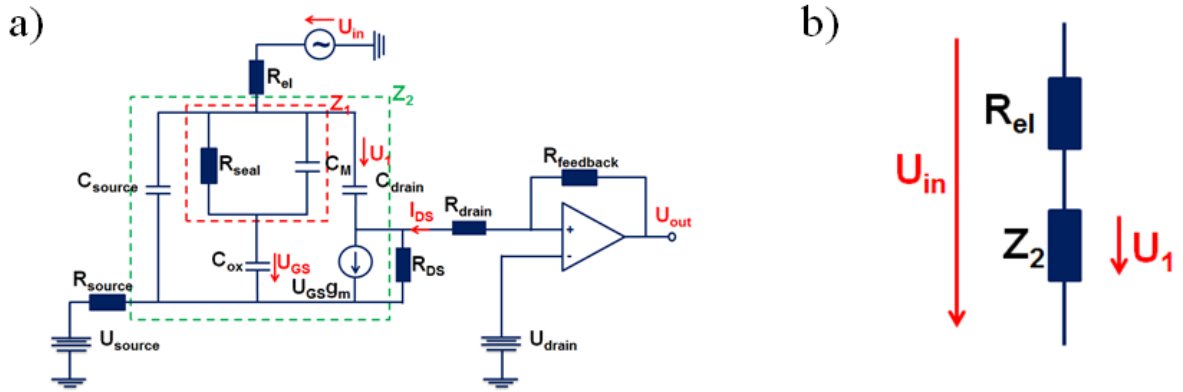 a)
U_in
R_el
Z_2
Z_1
R_seal
C_M
U_1
C_source
C_drain
R_feedback
I_DS
R_drain
U_out
+
-
C_ox
U_GS
R_DS
U_GS g_m
R_source
U_source
U_drain
b)
U_in
R_el
Z_2
U_1